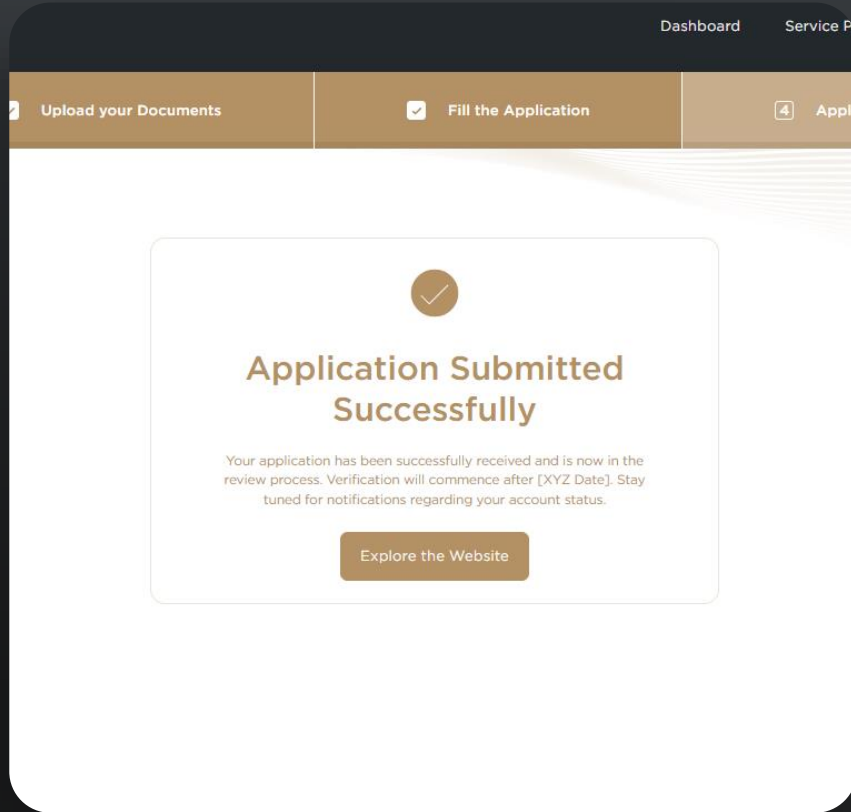 Dashboard
Service P
Upload your Documents
Fill the Application
4
Appl
Application Submitted
Successfully
Your application has been successfully received and is now in the
review process. Verification will commence after [XYZ Date]. Stay
tuned for notifications regarding your account status.
Explore the Website